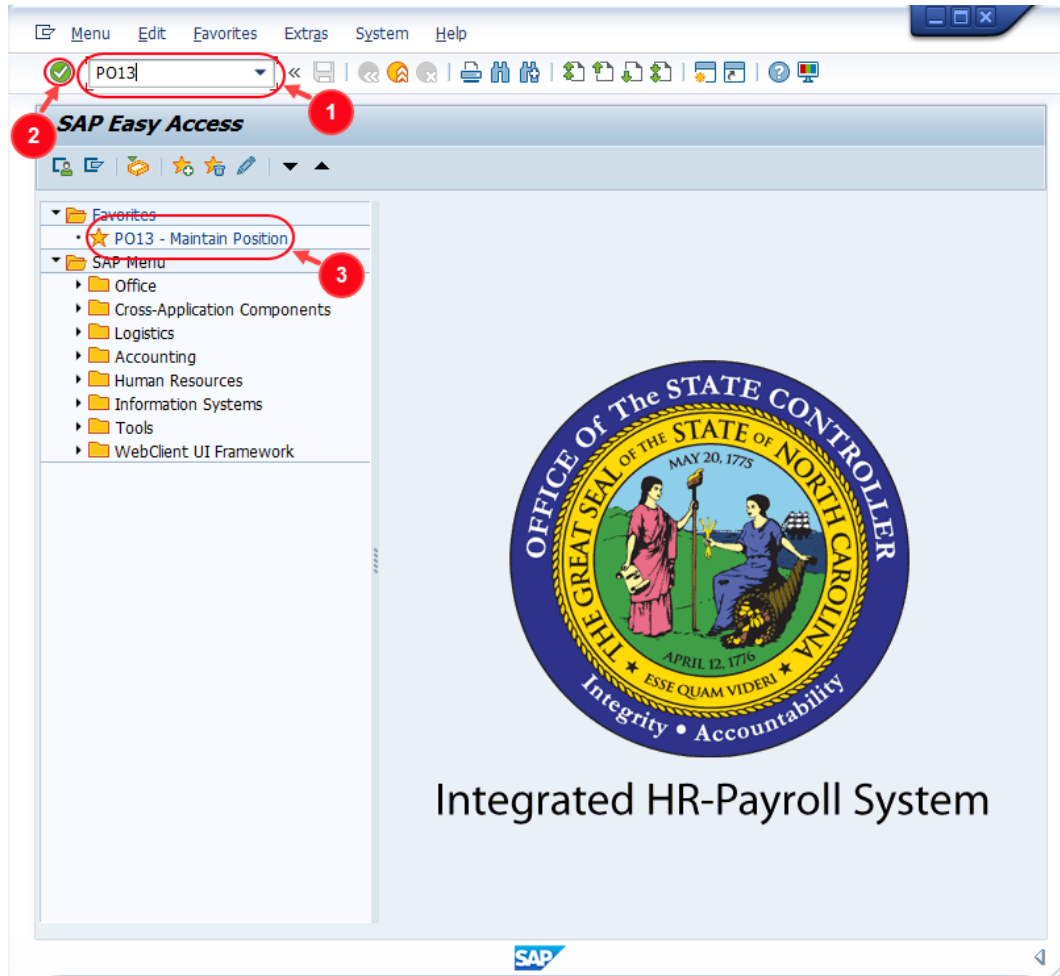 Menu Edit Favorites Extras System Help
PO13
1
2
SAP Easy Access
Favorites
PO13 - Maintain Position
3
SAP Menu
Office
Cross-Application Components
Logistics
Accounting
Human Resources
Information Systems
Tools
WebClient UI Framework
OFFICE Of The STATE CONTROLLER
THE GREAT SEAL OF THE STATE OF NORTH CAROLINA
MAY 20, 1775
APRIL 12, 1776
ESSE QUAM VIDERI
Integrity • Accountability
Integrated HR-Payroll System
SAP